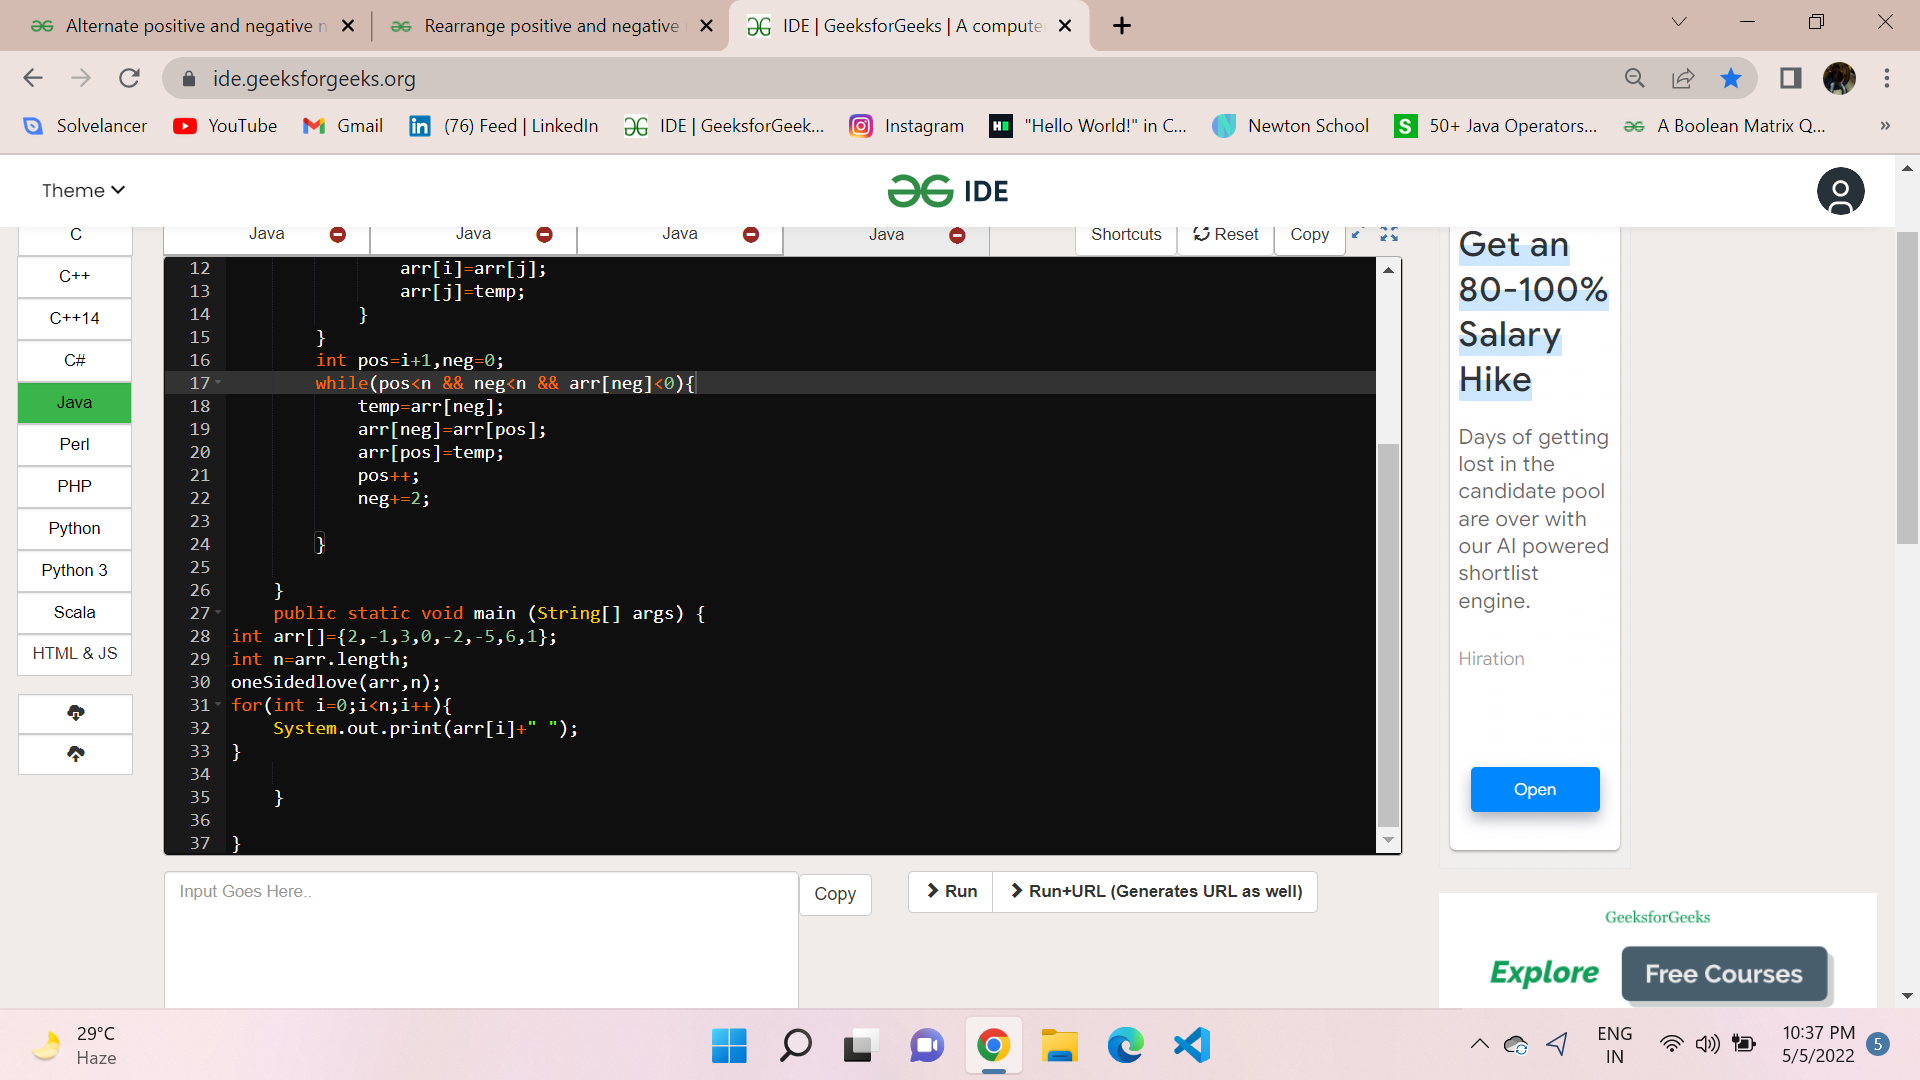 Alternate positive and negative n
Rearrange positive and negative
IDE | GeeksforGeeks | A compute
ide.geeksforgeeks.org
Solvelancer
YouTube
Gmail
(76) Feed | LinkedIn
IDE | GeeksforGeek...
Instagram
"Hello World!" in C...
Newton School
50+ Java Operators...
A Boolean Matrix Q...
Theme
IDE
C
C++
C++14
C#
Java
Perl
PHP
Python
Python 3
Scala
HTML & JS
Java
Java
Java
Java
Shortcuts
Reset
Copy
12 arr[i]=arr[j];
13 arr[j]=temp;
14 }
15 }
16 int pos=i+1,neg=0;
17 while(pos<n && neg<n && arr[neg]<0){
18 temp=arr[neg];
19 arr[neg]=arr[pos];
20 arr[pos]=temp;
21 pos++;
22 neg+=2;
23
24 }
25
26 }
27 public static void main (String[] args) {
28 int arr[]={2,-1,3,0,-2,-5,6,1};
29 int n=arr.length;
30 oneSidedlove(arr,n);
31 for(int i=0;i<n;i++){
32 System.out.print(arr[i]+" ");
33 }
34
35 }
36
37 }
Input Goes Here..
Copy
Run
Run+URL (Generates URL as well)
Get an
80-100%
Salary
Hike
Days of getting
lost in the
candidate pool
are over with
our AI powered
shortlist
engine.
Hiration
Open
GeeksforGeeks
Explore
Free Courses
29°C
Haze
ENG
IN
10:37 PM
5/5/2022
5